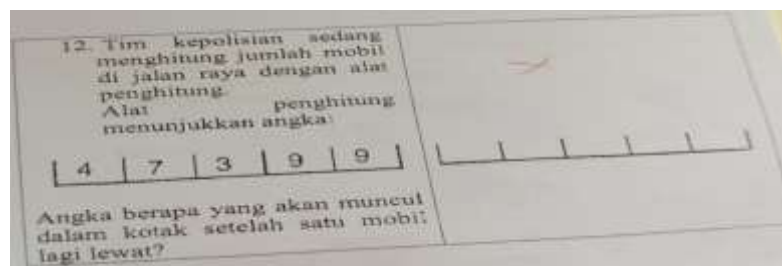 12. Tim kepolisian sedang
menghitung jumlah mobil
di jalan raya dengan alat
penghitung.
Alat penghitung
menunjukkan angka:
4 7 3 9 9
Angka berapa yang akan muncul
dalam kotak setelah satu mobil
lagi lewat?